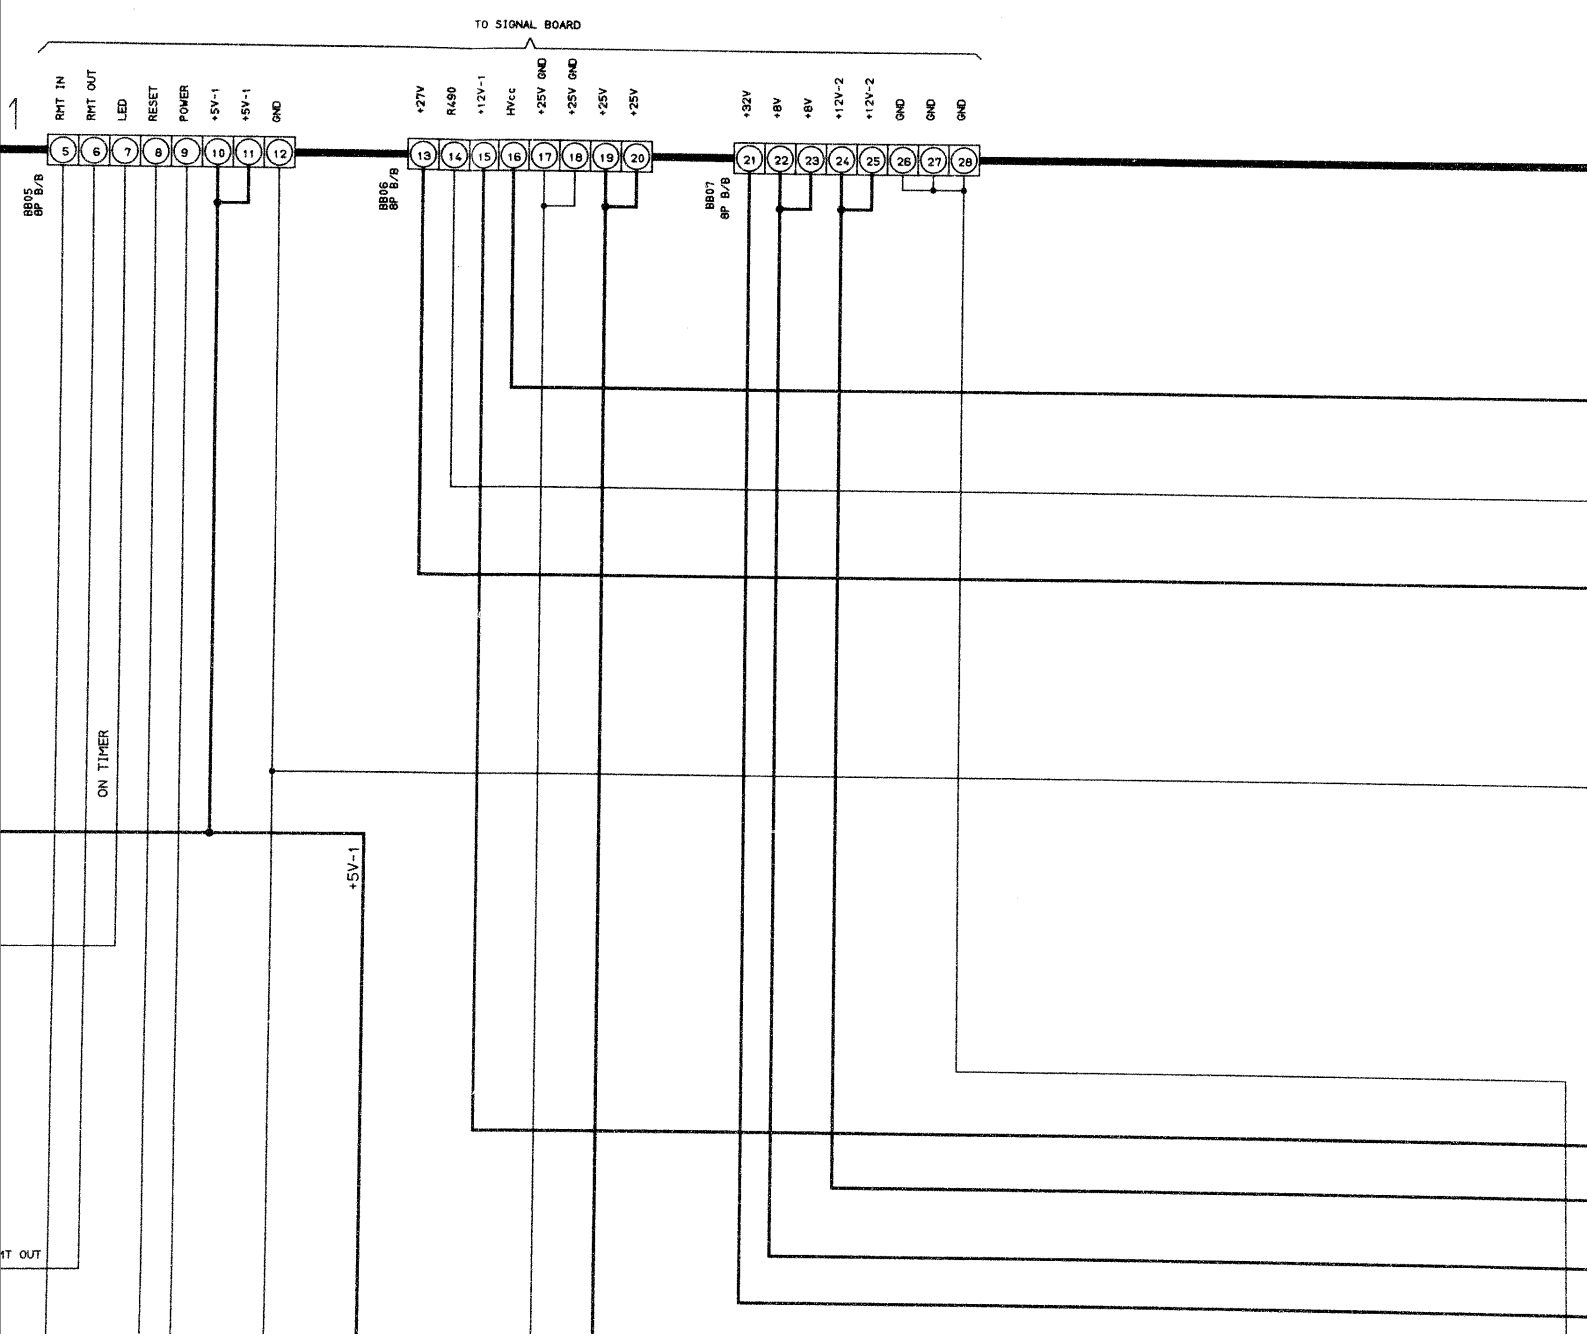 TO SIGNAL BOARD
RMT IN
RMT OUT
LED
RESET
POWER
+5V-1
+5V-1
GND
+27V
R490
+12V-1
HVcc
+25V GND
+25V GND
+25V
+25V
+32V
+8V
+8V
+12V-2
+12V-2
GND
GND
GND
1
5 6 7 8 9 10 11 12
13 14 15 16 17 18 19 20
21 22 23 24 25 26 27 28
BB05
8P B/B
BB06
8P B/B
BB07
8P B/B
ON TIMER
+5V-1
OUT